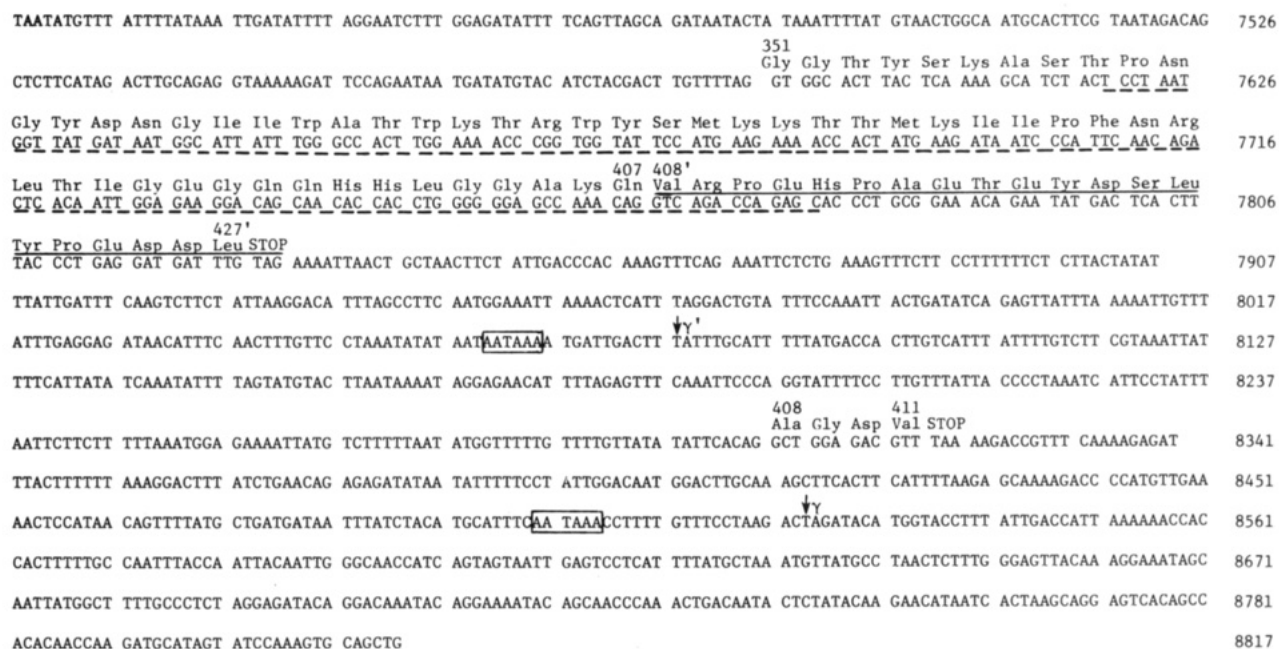 TAATATGTTT ATTTTATAAA TTGATATTTT AGGAATCTTT GGAGATATTT TCAGTTAGCA GATAATACTA TAAATTTTAT GTAACTGGCA ATGCACTTCG TAATAGACAG 7526
351
Gly Gly Thr Tyr Ser Lys Ala Ser Thr Pro Asn
CTCTTCATAG ACTTGCAGAG GTAAAAAGAT TCCAGAATAA TGATATGTAC ATCTACGACT TGTTTTAG GT GGC ACT TAC TCA AAA GCA TCT ACT CCT AAT 7626
Gly Tyr Asp Asn Gly Ile Ile Trp Ala Thr Trp Lys Thr Arg Trp Tyr Ser Met Lys Lys Thr Thr Met Lys Ile Ile Pro Phe Asn Arg
GGT TAT GAT AAT GGC ATT ATT TGG GCC ACT TGG AAA ACC CGG TGG TAT TCC ATG AAG AAA ACC ACT ATG AAG ATA ATC CCA TTC AAC AGA 7716
407 408'
Leu Thr Ile Gly Glu Gly Gln Gln His His Leu Gly Gly Ala Lys Gln Val Arg Pro Glu His Pro Ala Glu Thr Glu Tyr Asp Ser Leu
CTC ACA ATT GGA GAA GGA CAG CAA CAC CAC CTG GGG GGA GCC AAA CAG GTC AGA CCA GAG CAC CCT GCG GAA ACA GAA TAT GAC TCA CTT 7806
427'
Tyr Pro Glu Asp Asp Leu STOP
TAC CCT GAG GAT GAT TTG TAG AAAATTAACT GCTAACTTCT ATTGACCCAC AAAGTTTCAG AAATTCTCTG AAAGTTTCTT CCTTTTTTCT CTTACTATAT 7907
TTATTGATTT CAAGTCTTCT ATTAAGGACA TTTAGCCTTC AATGGAAATT AAAACTCATT TAGGACTGTA TTTCCAAATT ACTGATATCA GAGTTATTTA AAAATTGTTT 8017
γ'
ATTTGAGGAG ATAACATTTC AACTTTGTTC CTAAATATAT AATAATAAAA TGATTGACTT TATTTGCATT TTTATGACCA CTTGTCATTT ATTTTGTCTT CGTAAATTAT 8127
TTTCATTATA TCAAATATTT TAGTATGTAC TTAATAAAAT AGGAGAACAT TTTAGAGTTT CAAATTCCCA GGTATTTTCC TTGTTTATTA CCCCTAAATC ATTCCTATTT 8237
408 411
Ala Gly Asp Val STOP
AATTCTTCTT TTTAAATGGA GAAAATTATG TCTTTTTAAT ATGGTTTTTG TTTTGTTATA TATTCACAG GCT GGA GAC GTT TAA AAGACCGTTT CAAAAGAGAT 8341
TTACTTTTTT AAAGGACTTT ATCTGAACAG AGAGATATAA TATTTTTCCT ATTGGACAAT GGACTTGCAA AGCTTCACTT CATTTTAAGA GCAAAAGACC CCATGTTGAA 8451
γ
AACTCCATAA CAGTTTTATG CTGATGATAA TTTATCTACA TGCATTTCAA TAAACCTTTT GTTTCCTAAG ACTAGATACA TGGTACCTTT ATTGACCATT AAAAAACCAC 8561
CACTTTTTGC CAATTTACCA ATTACAATTG GGCAACCATC AGTAGTAATT GAGTCCTCAT TTTATGCTAA ATGTTATGCC TAACTCTTTG GGAGTTACAA AGGAAATAGC 8671
AATTATGGCT TTTGCCCTCT AGGAGATACA GGACAAATAC AGGAAAATAC AGCAACCCAA ACTGACAATA CTCTATACAA GAACATAATC ACTAAGCAGG AGTCACAGCC 8781
ACACAACCAA GATGCATAGT ATCCAAAGTG CAGCTG 8817